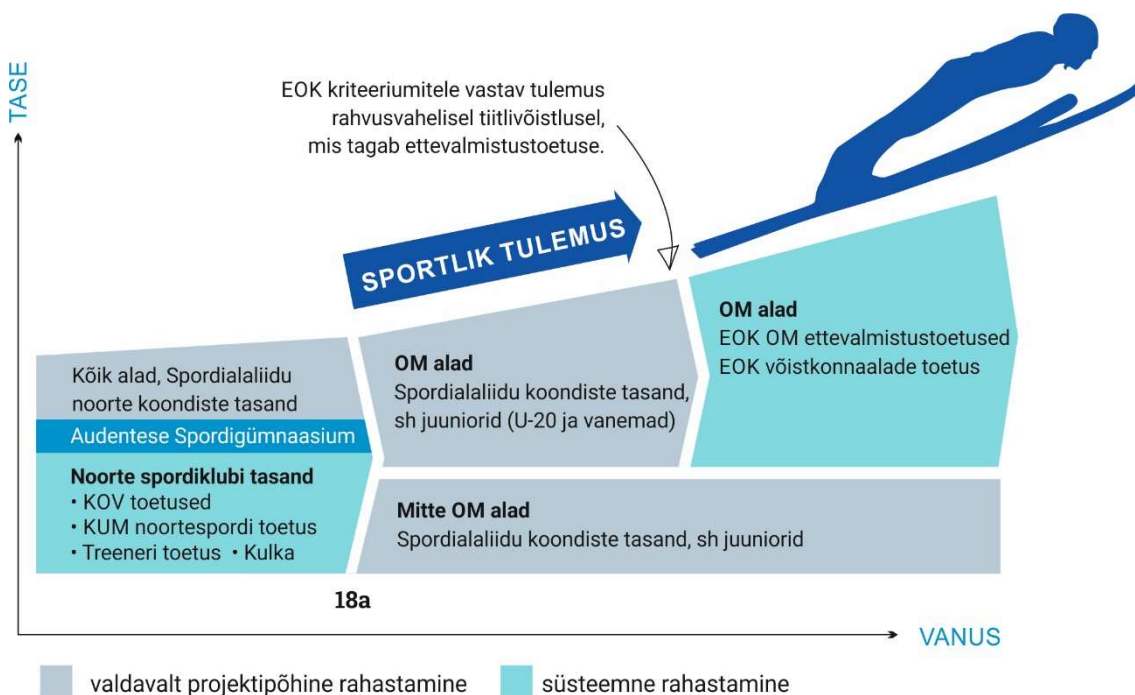 TASE
EOK kriteeriumitele vastav tulemus
rahvusvahelisel tiitlivõistlusel,
mis tagab ettevalmistustoetuse.
SPORTLIK TULEMUS
Kõik alad, Spordialaliidu
noorte koondiste tasand
Audentese Spordigümnaasium
Noorte spordiklubi tasand
• KOV toetused
• KUM noortespordi toetus
• Treeneri toetus • Kulka
OM alad
Spordialaliidu koondiste tasand,
sh juuniorid (U-20 ja vanemad)
OM alad
EOK OM ettevalmistustoetused
EOK võistkonnaalade toetus
Mitte OM alad
Spordialaliidu koondiste tasand, sh juuniorid
18a
VANUS
valdavalt projektipõhine rahastamine
süsteemne rahastamine